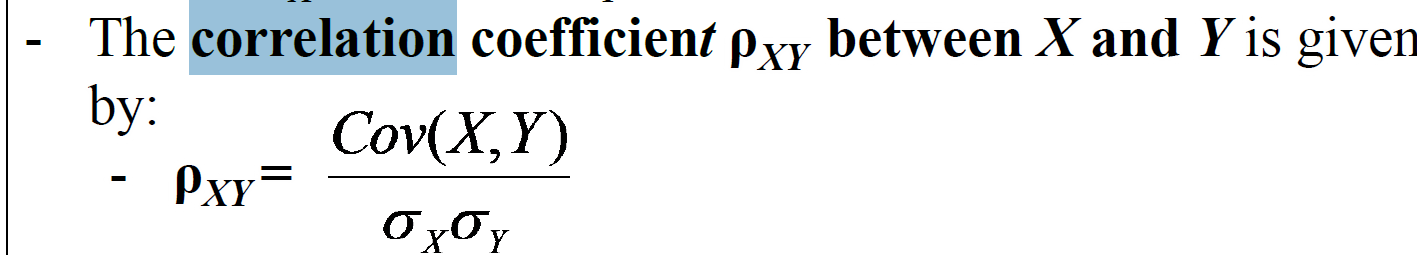 - The correlation coefficient ρXY between X and Y is given
by:
- ρXY= Cov(X,Y)
σXσY